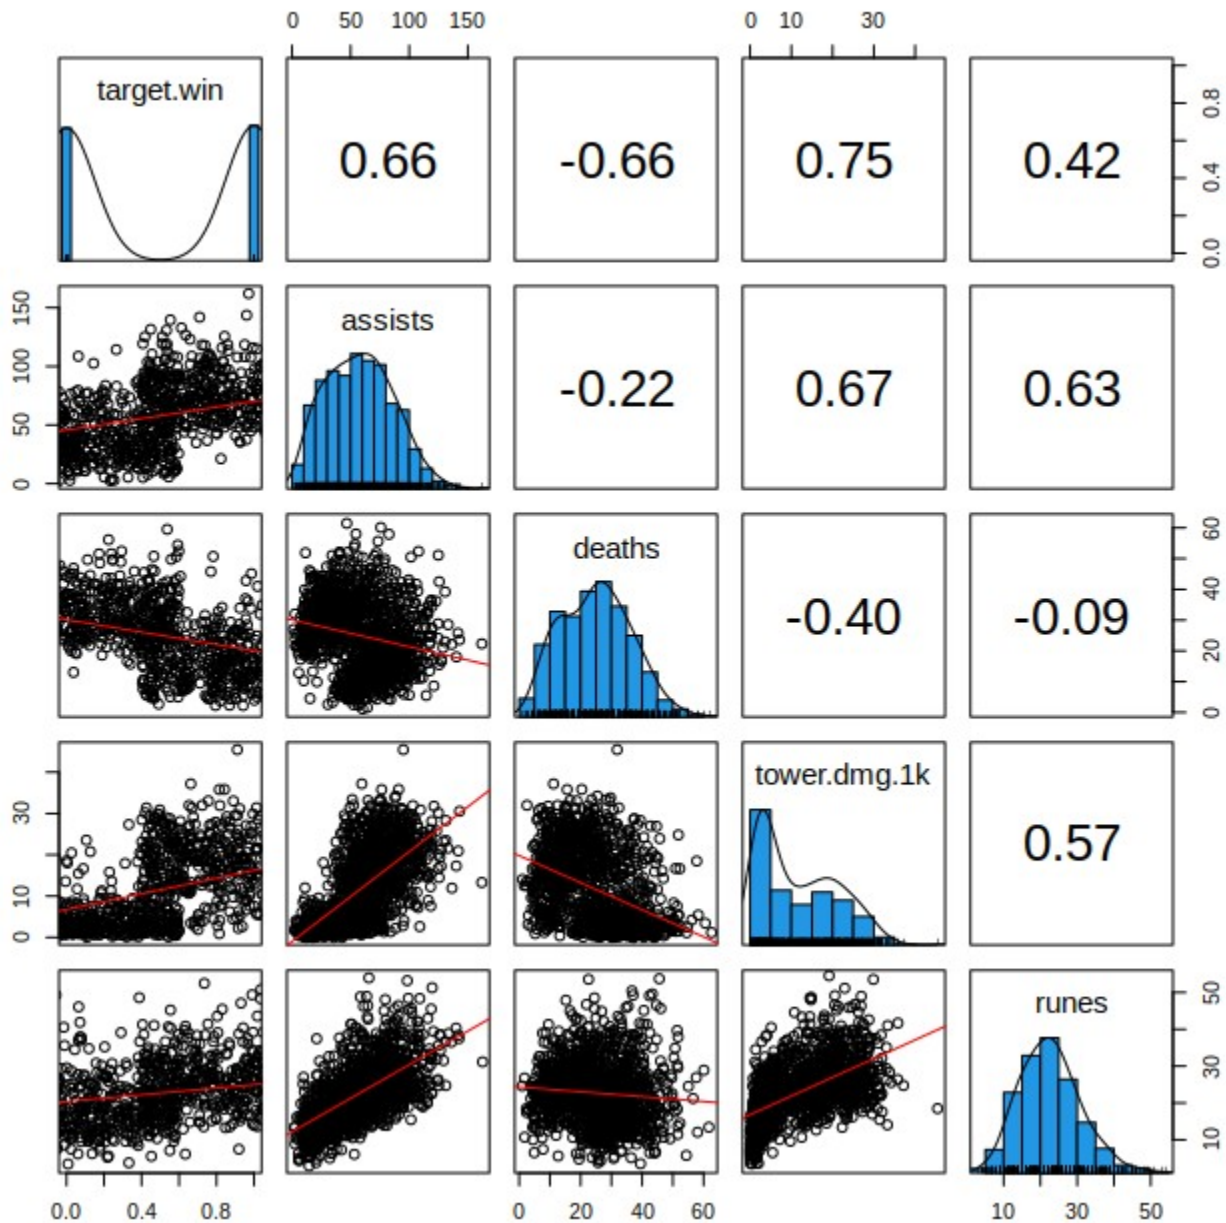 0 50 100 150 0 10 30
target.win 0.66 -0.66 0.75 0.42 0.0 0.4 0.8
0 50 100 150 assists -0.22 0.67 0.63
deaths -0.40 -0.09 0 20 40 60
0 10 30 tower.dmg.1k 0.57
runes 10 30 50
0.0 0.4 0.8 0 20 40 60 10 30 50